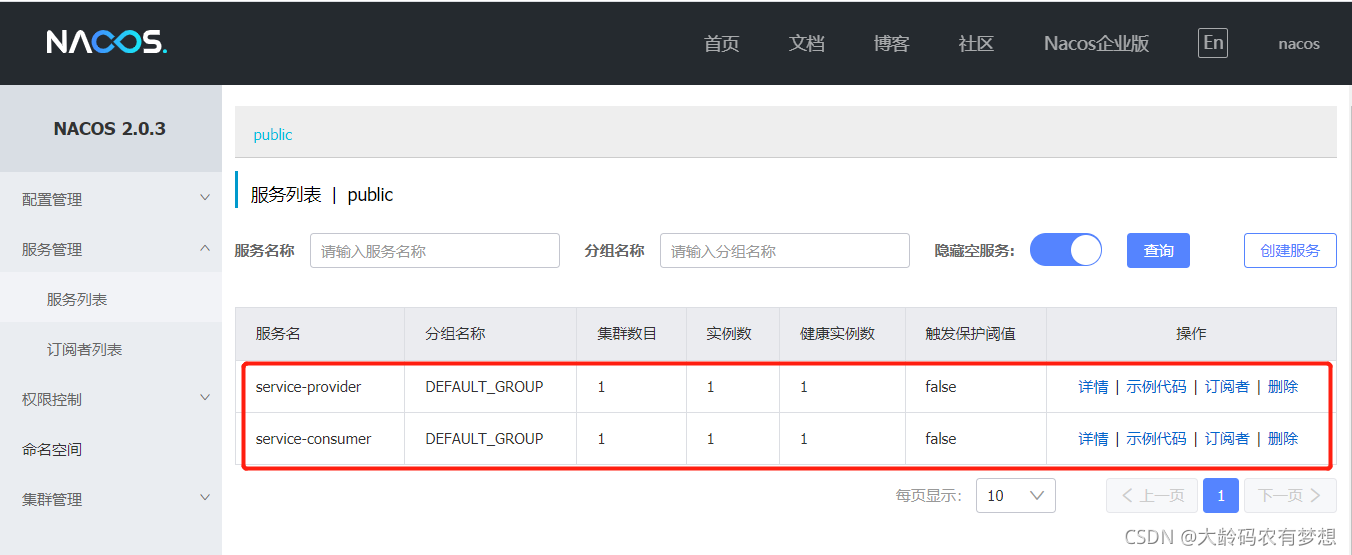 NACOS.
首页 文档 博客 社区 Nacos企业版 En nacos
NACOS 2.0.3
配置管理
服务管理
服务列表
订阅者列表
权限控制
命名空间
集群管理
public
服务列表 | public
服务名称 请输入服务名称 分组名称 请输入分组名称 隐藏空服务: 查询 创建服务
服务名 分组名称 集群数目 实例数 健康实例数 触发保护阈值 操作
service-provider DEFAULT_GROUP 1 1 1 false 详情 | 示例代码 | 订阅者 | 删除
service-consumer DEFAULT_GROUP 1 1 1 false 详情 | 示例代码 | 订阅者 | 删除
每页显示: 10 上一页 1 下一页
CSDN @大龄码农有梦想